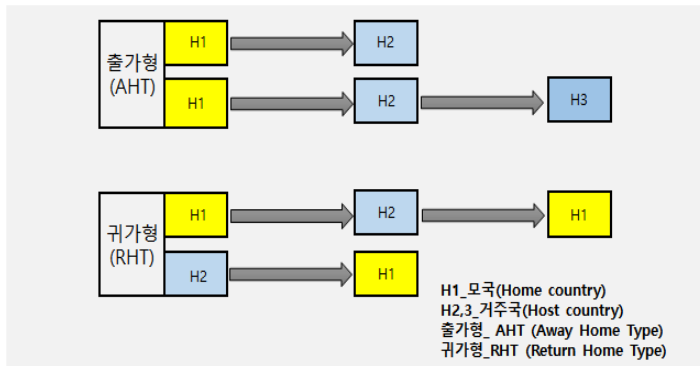 출가형
(AHT)
H1
H2
H1
H2
H3
귀가형
(RHT)
H1
H2
H1
H2
H1
H1_모국(Home country)
H2,3_거주국(Host country)
출가형_ AHT (Away Home Type)
귀가형_RHT (Return Home Type)